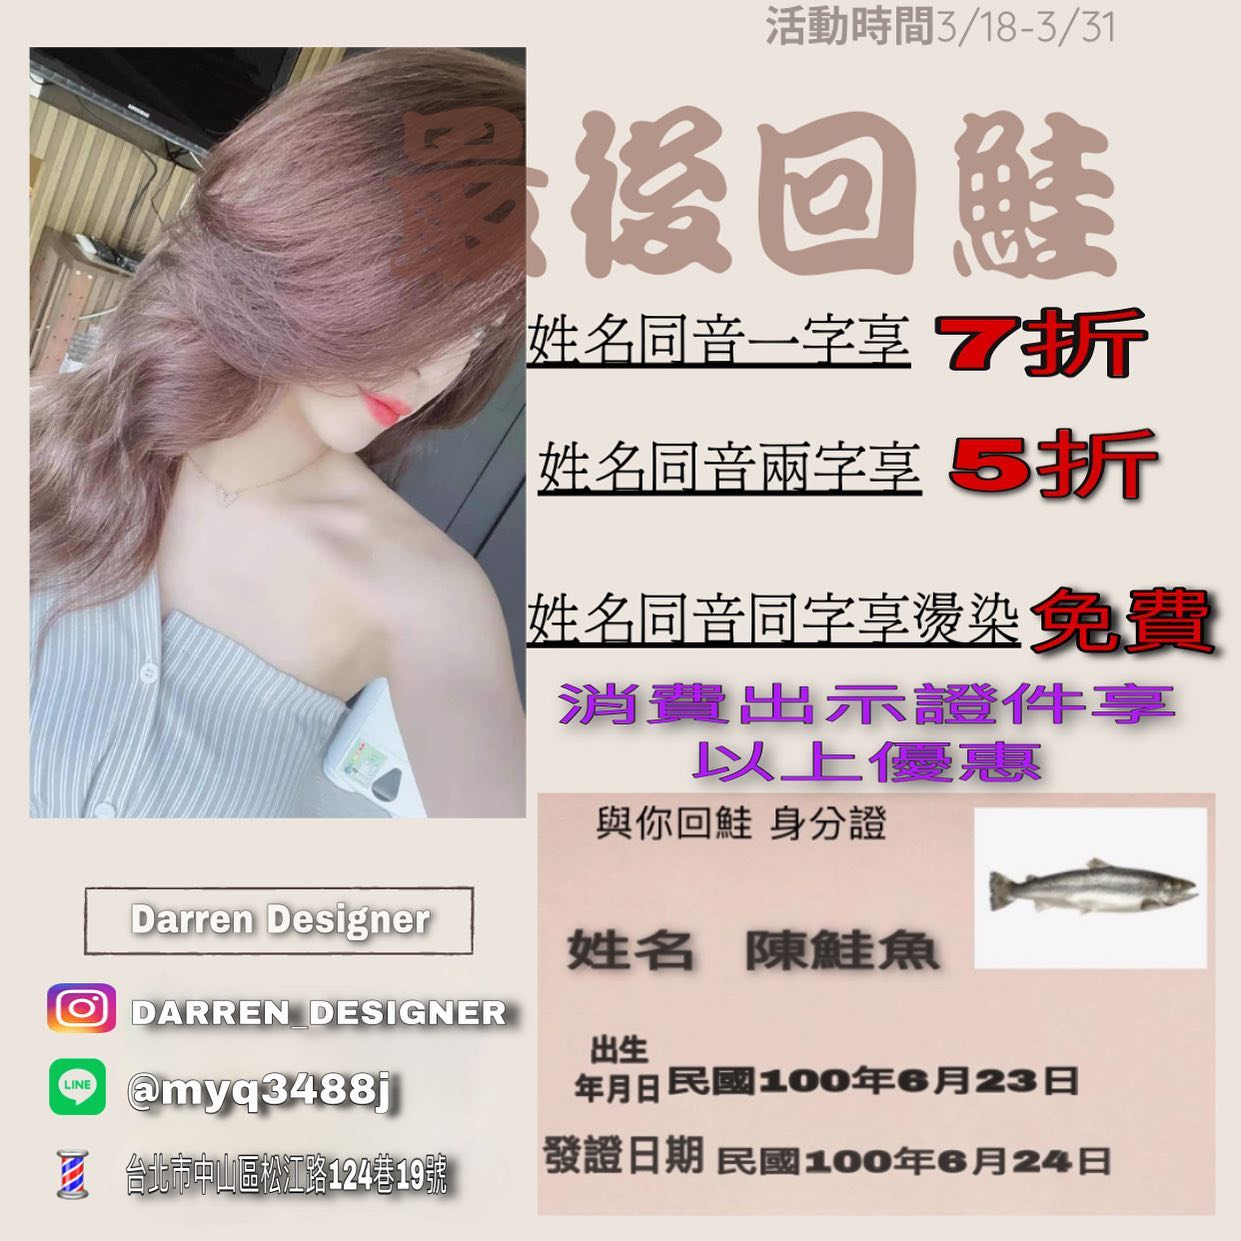 活動時間3/18-3/31
最後回鮭
姓名同音一字享 7折
姓名同音兩字享 5折
姓名同音同字享燙染免費
消費出示證件享
以上優惠
與你回鮭 身分證
姓名 陳鮭魚
出生
年月日 民國100年6月23日
發證日期 民國100年6月24日
Darren Designer
DARREN_DESIGNER
LINE
@myq3488j
台北市中山區松江路124巷19號